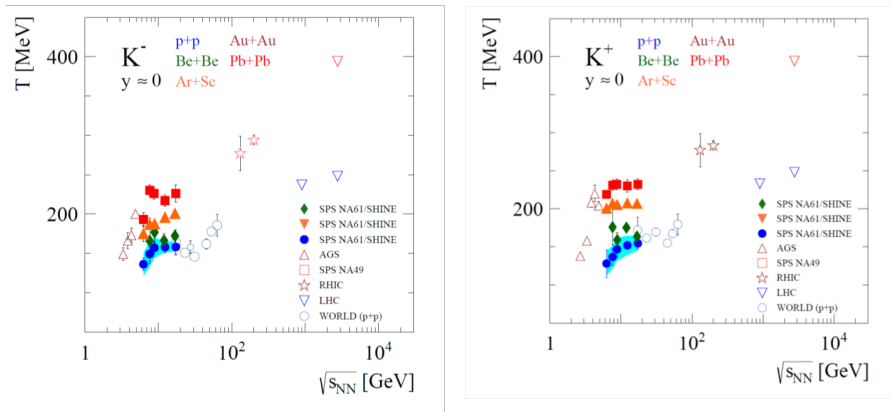 T [MeV]
400
200
K⁻
y ≈ 0
p+p Au+Au
Be+Be Pb+Pb
Ar+Sc
SPS NA61/SHINE
SPS NA61/SHINE
SPS NA61/SHINE
AGS
SPS NA49
RHIC
LHC
WORLD (p+p)
1 10² 10⁴
√s_NN [GeV]
T [MeV]
400
200
K⁺
y ≈ 0
p+p Au+Au
Be+Be Pb+Pb
Ar+Sc
SPS NA61/SHINE
SPS NA61/SHINE
SPS NA61/SHINE
AGS
SPS NA49
RHIC
LHC
WORLD (p+p)
1 10² 10⁴
√s_NN [GeV]